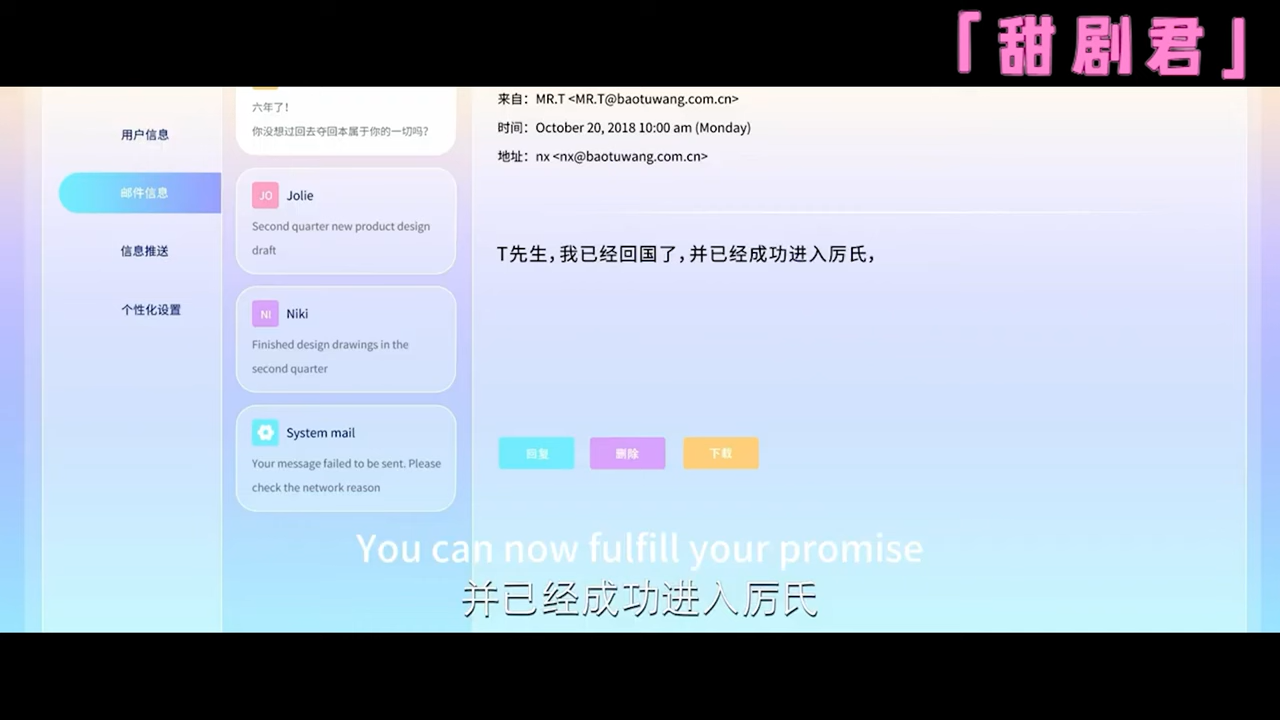 「甜剧君」
用户信息
邮件信息
信息推送
个性化设置
六年了！
你没想过回去夺回本属于你的一切吗？
JO Jolie
Second quarter new product design
draft
NI Niki
Finished design drawings in the
second quarter
System mail
Your message failed to be sent. Please
check the network reason
来自：MR.T <MR.T@baotuwang.com.cn>
时间：October 20, 2018 10:00 am (Monday)
地址：nx <nx@baotuwang.com.cn>
T先生，我已经回国了，并已经成功进入厉氏，
回复 删除 下载
You can now fulfill your promise
并已经成功进入厉氏